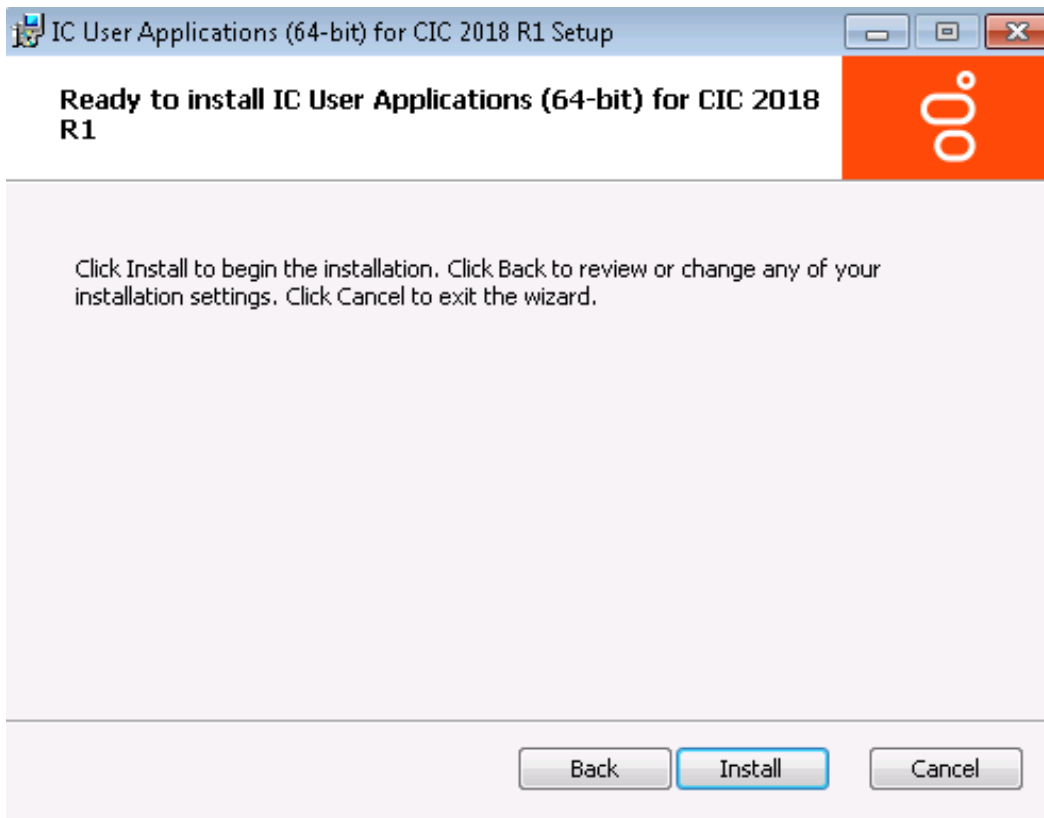 IC User Applications (64-bit) for CIC 2018 R1 Setup
Ready to install IC User Applications (64-bit) for CIC 2018
R1
Click Install to begin the installation. Click Back to review or change any of your
installation settings. Click Cancel to exit the wizard.
Back Install Cancel